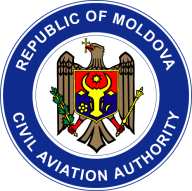 REPUBLIC OF MOLDOVA
CIVIL AVIATION AUTHORITY